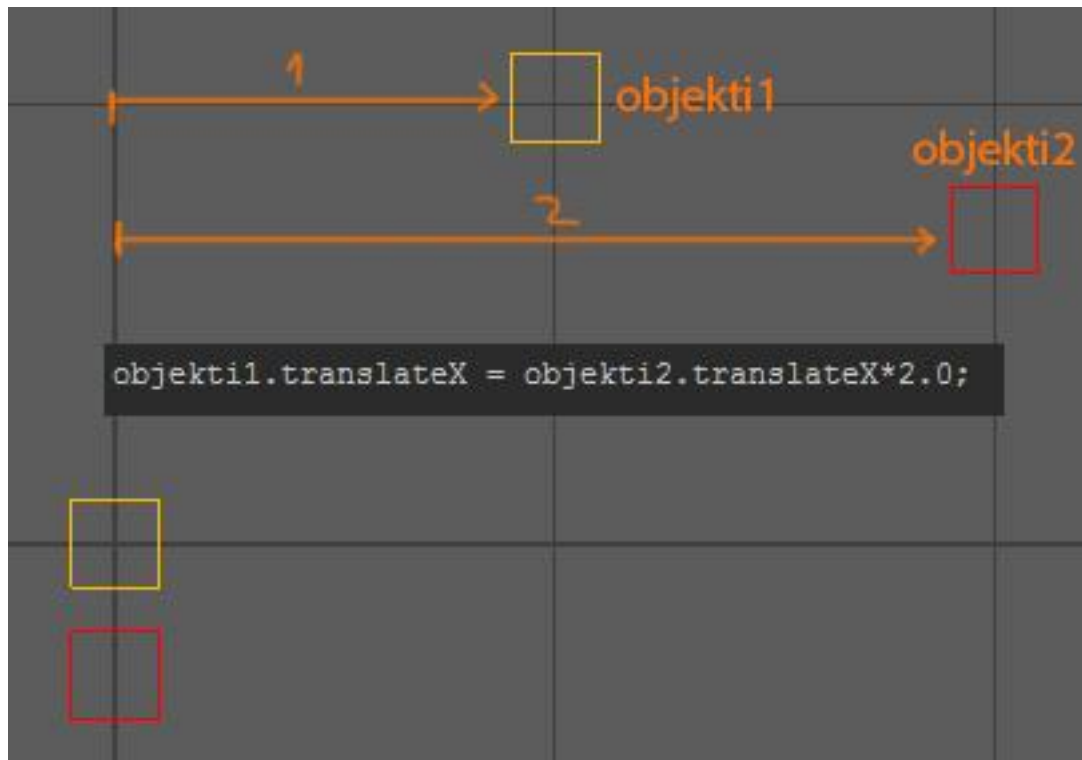 1
objekti1
objekti2
2
objekti1.translateX = objekti2.translateX*2.0;